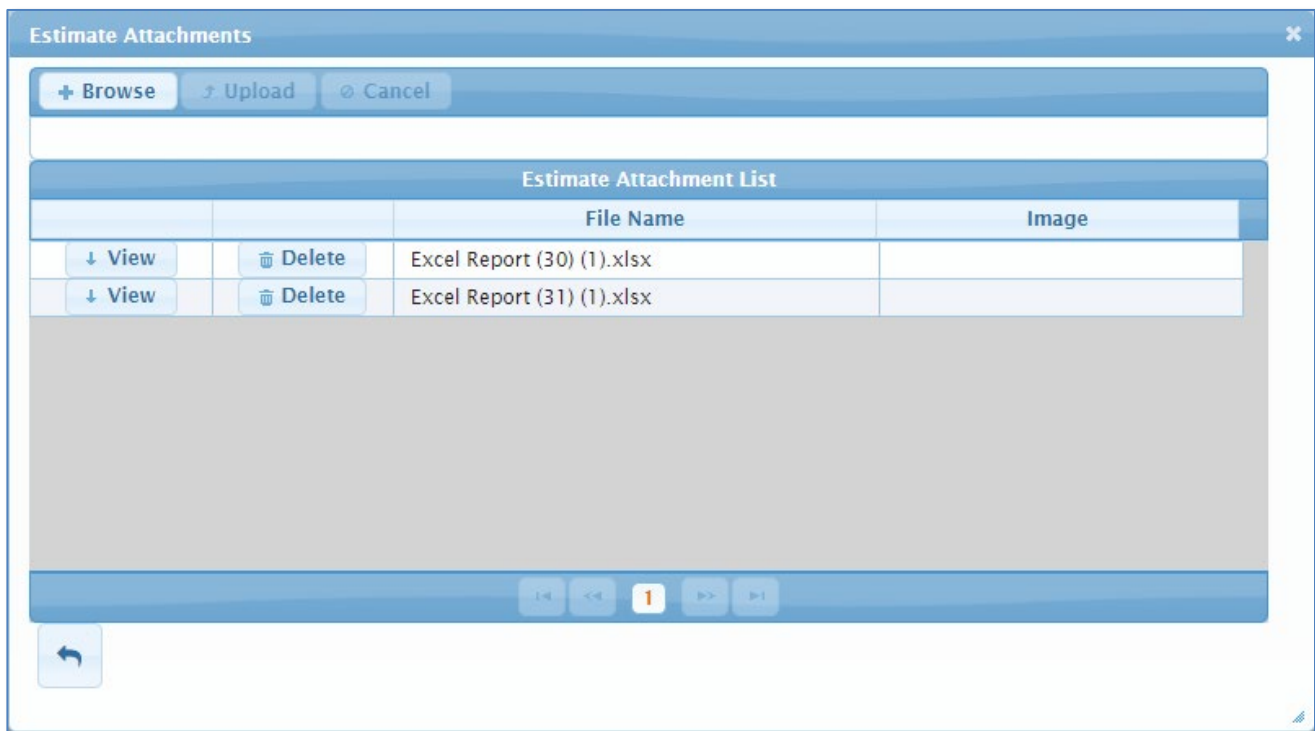 Estimate Attachments
Browse Upload Cancel
Estimate Attachment List
File Name Image
View Delete Excel Report (30) (1).xlsx
View Delete Excel Report (31) (1).xlsx
1